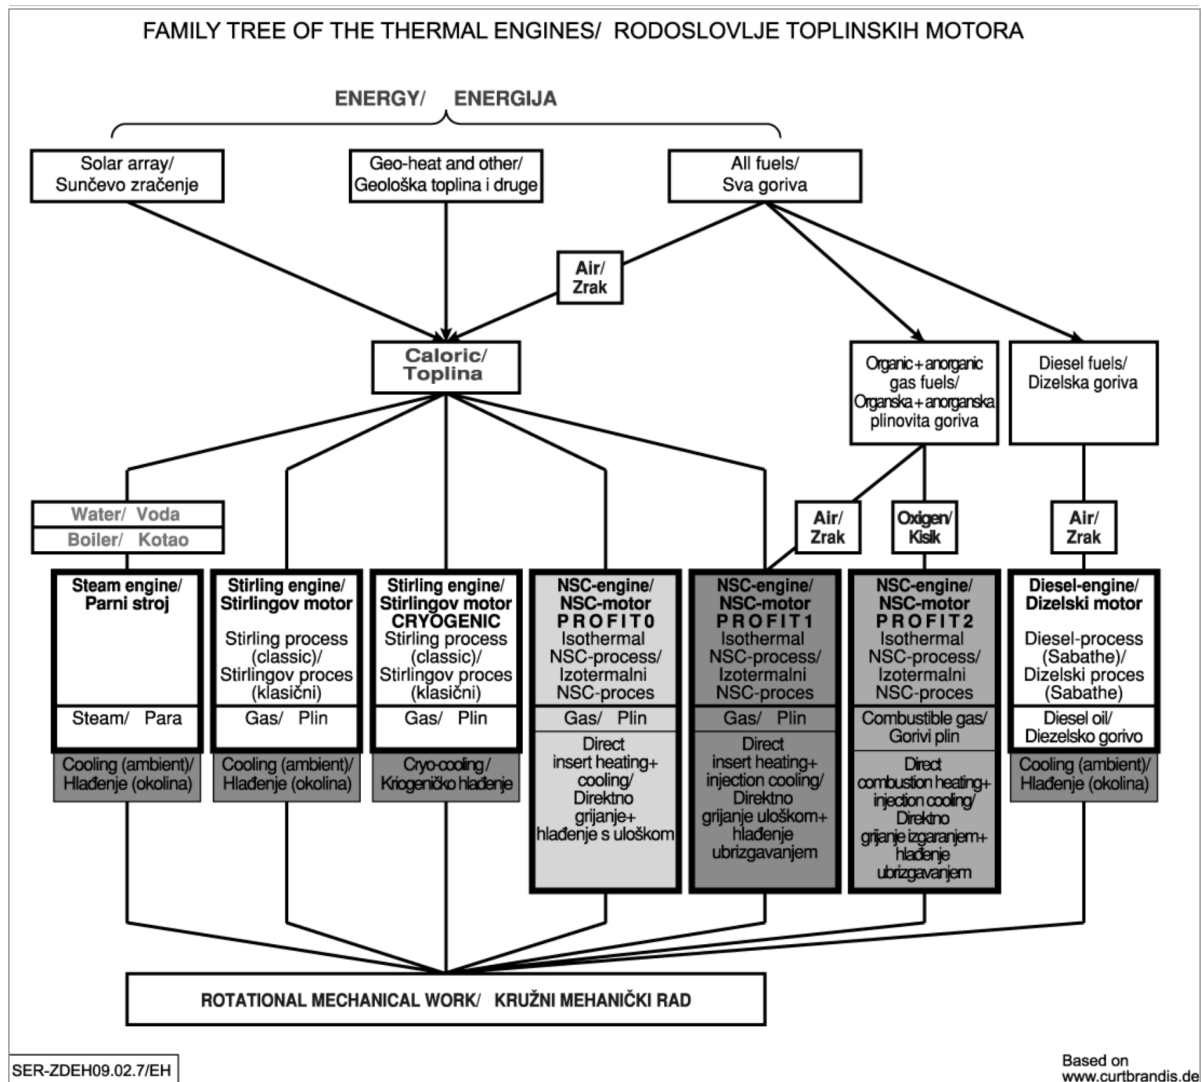 FAMILY TREE OF THE THERMAL ENGINES/ RODOSLOVLJE TOPLINSKIH MOTORA
ENERGY/ ENERGIJA
Solar array/
Sunčevo zračenje
Geo-heat and other/
Geološka toplina i druge
All fuels/
Sva goriva
Air/
Zrak
Caloric/
Toplina
Organic+anorganic
gas fuels/
Organska+anorganska
plinovita goriva
Diesel fuels/
Dizelska goriva
Water/ Voda
Boiler/ Kotao
Air/
Zrak
Oxigen/
Kisik
Air/
Zrak
Steam engine/
Parni stroj
Steam/ Para
Cooling (ambient)/
Hlađenje (okolina)
Stirling engine/
Stirlingov motor
Stirling process
(classic)/
Stirlingov proces
(klasični)
Gas/ Plin
Cooling (ambient)/
Hlađenje (okolina)
Stirling engine/
Stirlingov motor
CRYOGENIC
Stirling process
(classic)/
Stirlingov proces
(klasični)
Gas/ Plin
Cryo-cooling/
Kriogeničko hlađenje
NSC-engine/
NSC-motor
PROFIT0
Isothermal
NSC-process/
Izotermalni
NSC-proces
Gas/ Plin
Direct
insert heating+
cooling/
Direktno
grijanje+
hlađenje s uloškom
NSC-engine/
NSC-motor
PROFIT1
Isothermal
NSC-process/
Izotermalni
NSC-proces
Gas/ Plin
Direct
insert heating+
injection cooling/
Direktno
grijanje uloškom+
hlađenje
ubrizgavanjem
NSC-engine/
NSC-motor
PROFIT2
Isothermal
NSC-process/
Izotermalni
NSC-proces
Combustible gas/
Gorivi plin
Direct
combustion heating+
injection cooling/
Direktno
grijanje izgaranjem+
hlađenje
ubrizgavanjem
Diesel-engine/
Dizelski motor
Diesel-process
(Sabathe)/
Dizelski proces
(Sabathe)
Diesel oil/
Diezelsko gorivo
Cooling (ambient)/
Hlađenje (okolina)
ROTATIONAL MECHANICAL WORK/ KRUŽNI MEHANIČKI RAD
SER-ZDEH09.02.7/EH
Based on
www.curtbrandis.de